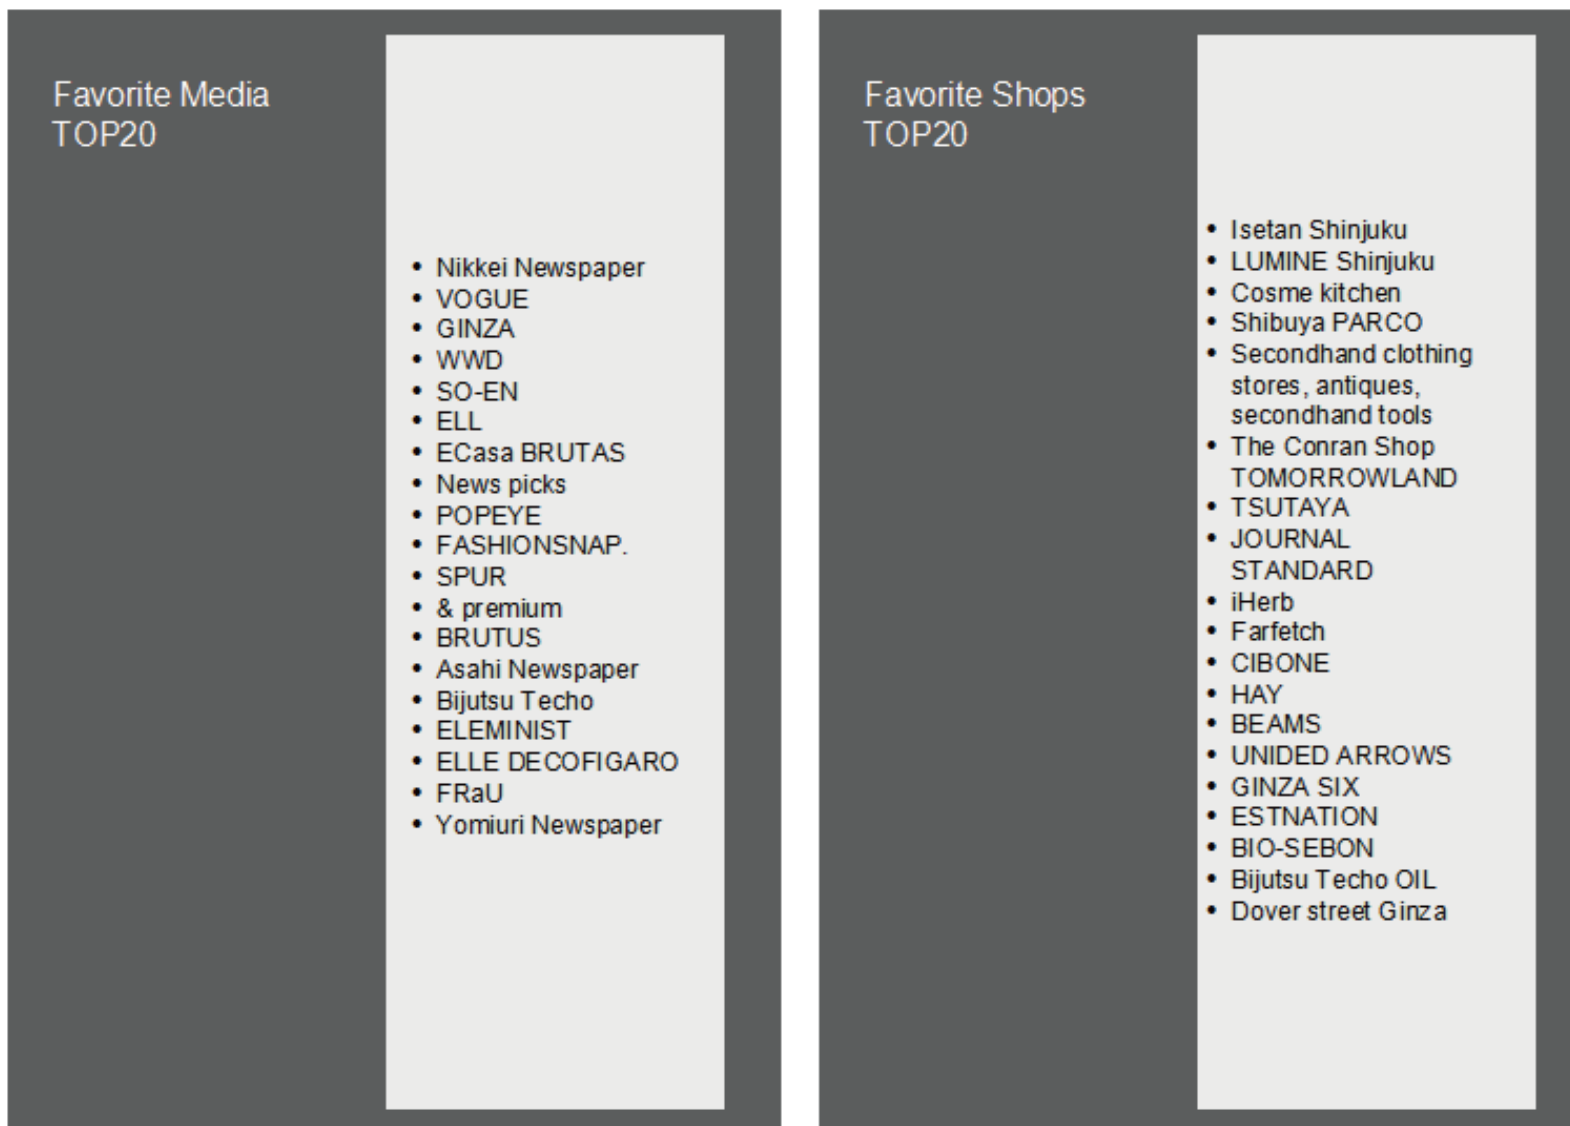 Favorite Media
TOP20
• Nikkei Newspaper
• VOGUE
• GINZA
• WWD
• SO-EN
• ELL
• ECasa BRUTAS
• News picks
• POPEYE
• FASHIONSNAP.
• SPUR
• & premium
• BRUTUS
• Asahi Newspaper
• Bijutsu Techo
• ELEMINIST
• ELLE DECOFIGARO
• FRaU
• Yomiuri Newspaper
Favorite Shops
TOP20
• Isetan Shinjuku
• LUMINE Shinjuku
• Cosme kitchen
• Shibuya PARCO
• Secondhand clothing
stores, antiques,
secondhand tools
• The Conran Shop
TOMORROWLAND
• TSUTAYA
• JOURNAL
STANDARD
• iHerb
• Farfetch
• CIBONE
• HAY
• BEAMS
• UNIDED ARROWS
• GINZA SIX
• ESTNATION
• BIO-SEBON
• Bijutsu Techo OIL
• Dover street Ginza